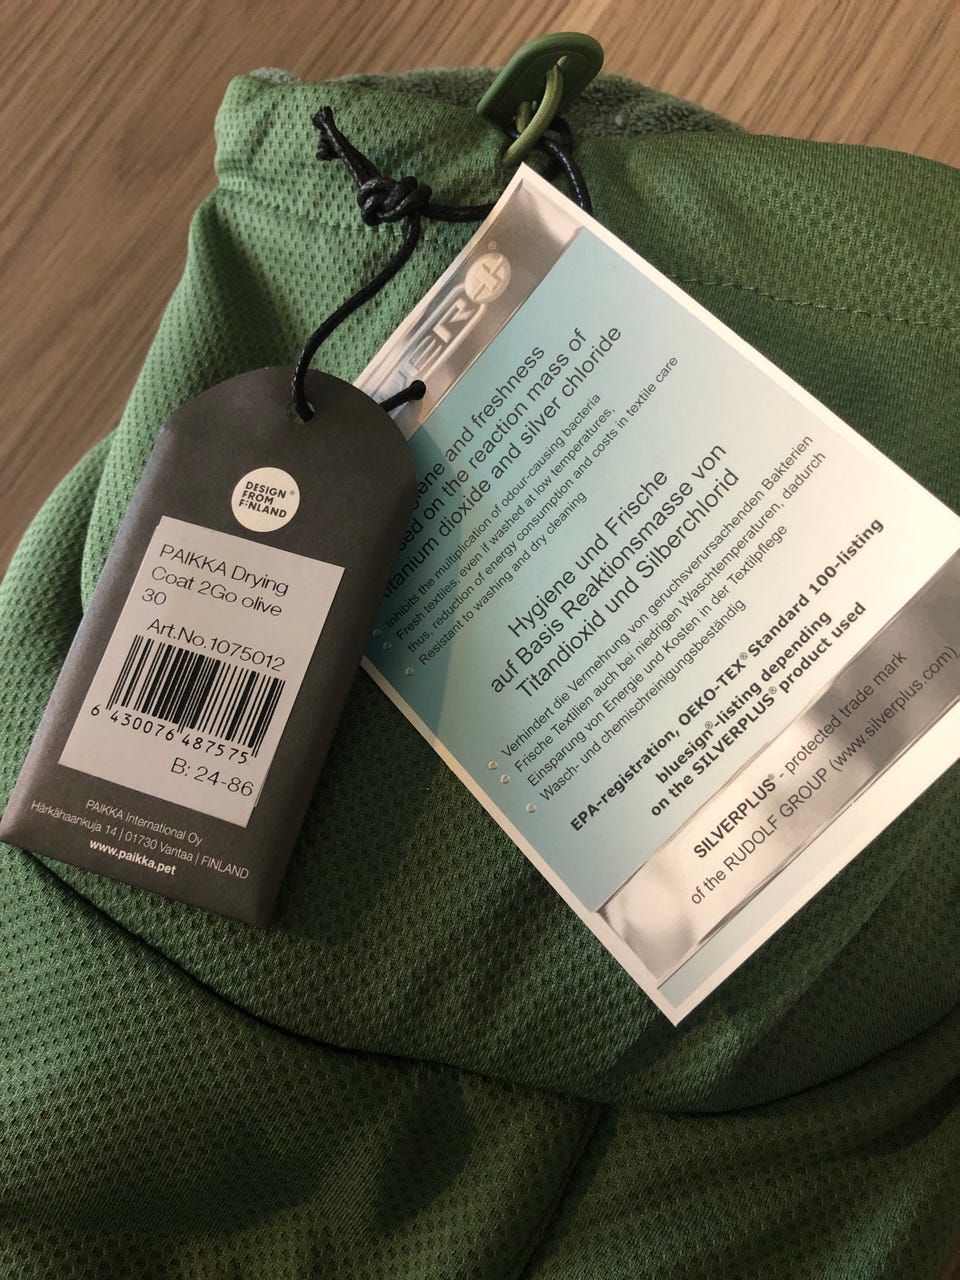 DESIGN
FROM
FINLAND
PAIKKA Drying
Coat 2Go olive
30
Art.No.1075012
6 430076 487575
B: 24-86
PAIKKA International Oy
Härkähaankuja 14 | 01730 Vantaa | FINLAND
www.paikka.pet
VER+®
ene and freshness
sed on the reaction mass of
titanium dioxide and silver chloride
Inhibits the multiplication of odour-causing bacteria
Fresh textiles, even if washed at low temperatures,
thus, reduction of energy consumption and costs in textile care
Resistant to washing and dry cleaning
Hygiene und Frische
auf Basis Reaktionsmasse von
Titandioxid und Silberchlorid
Verhindert die Vermehrung von geruchsverursachenden Bakterien
Frische Textilien auch bei niedrigen Waschtemperaturen, dadurch
Einsparung von Energie und Kosten in der Textilpflege
Wasch- und chemischreinigungsbeständig
EPA-registration, OEKO-TEX® Standard 100-listing
bluesign®-listing depending
on the SILVERPLUS® product used
SILVERPLUS® - protected trade mark
of the RUDOLF GROUP (www.silverplus.com)